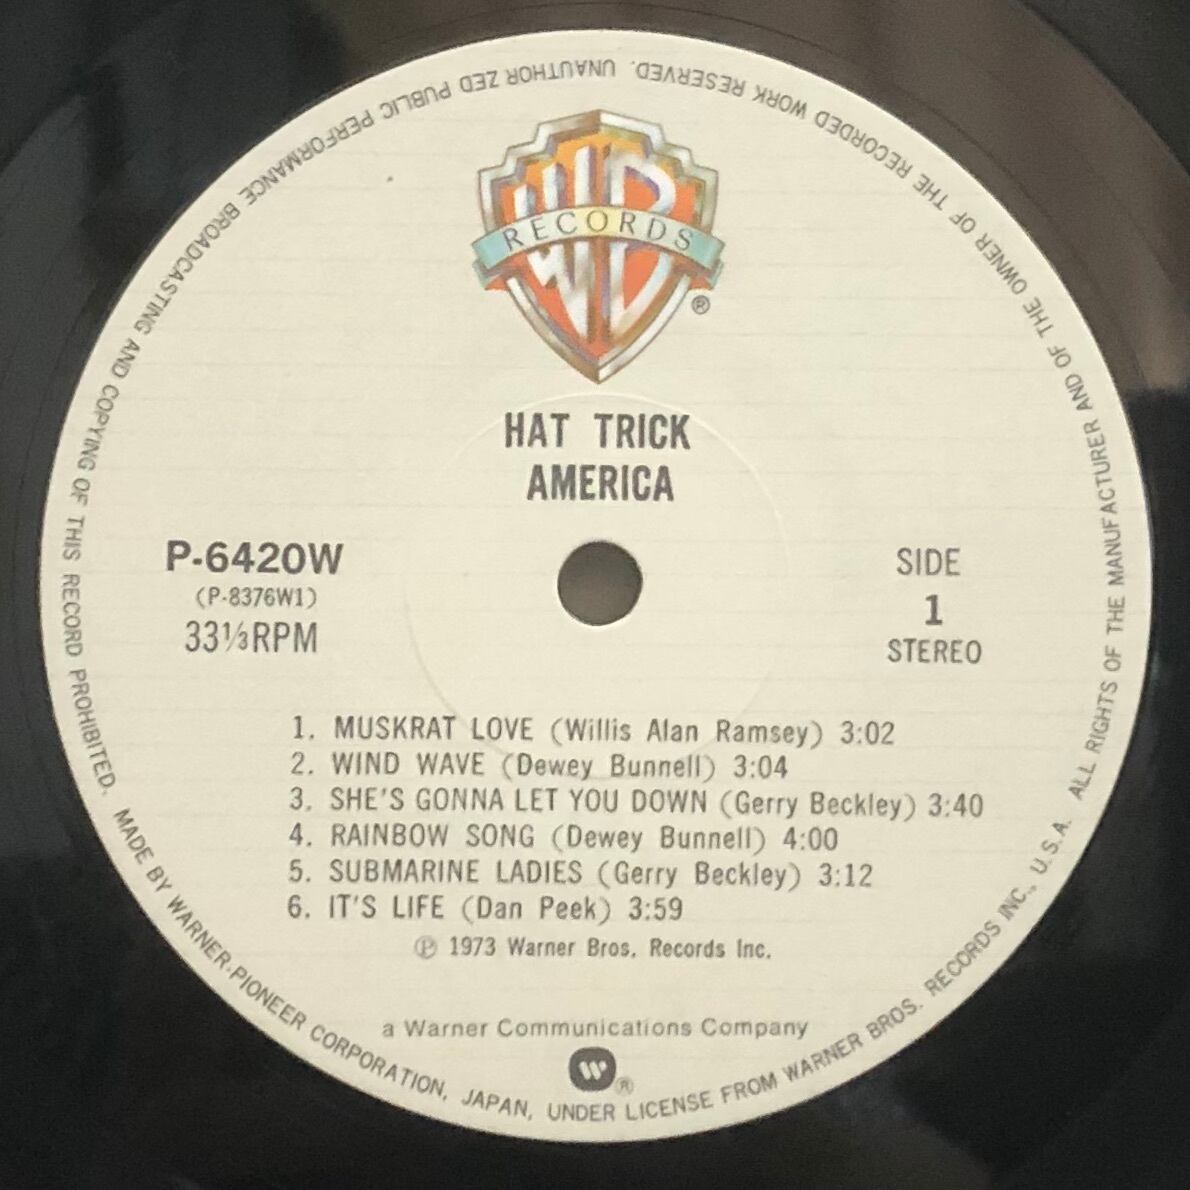 WB
RECORDS
®
HAT TRICK
AMERICA
P-6420W
(P-8376W1)
33⅓RPM
SIDE
1
STEREO
1. MUSKRAT LOVE (Willis Alan Ramsey) 3:02
2. WIND WAVE (Dewey Bunnell) 3:04
3. SHE'S GONNA LET YOU DOWN (Gerry Beckley) 3:40
4. RAINBOW SONG (Dewey Bunnell) 4:00
5. SUBMARINE LADIES (Gerry Beckley) 3:12
6. IT'S LIFE (Dan Peek) 3:59
℗ 1973 Warner Bros. Records Inc.
a Warner Communications Company
W ®
MADE BY WARNER-PIONEER CORPORATION, JAPAN, UNDER LICENSE FROM WARNER BROS. RECORDS INC., U.S.A. ALL RIGHTS OF THE MANUFACTURER AND OF THE OWNER OF THE RECORDED WORK RESERVED. UNAUTHOR ZED PUBLIC PERFORMANCE BROADCASTING AND COPYING OF THIS RECORD PROHIBITED.